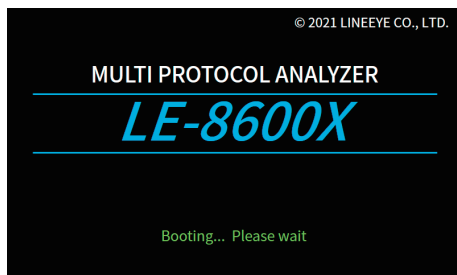 © 2021 LINEEYE CO., LTD.
MULTI PROTOCOL ANALYZER
LE-8600X
Booting... Please wait